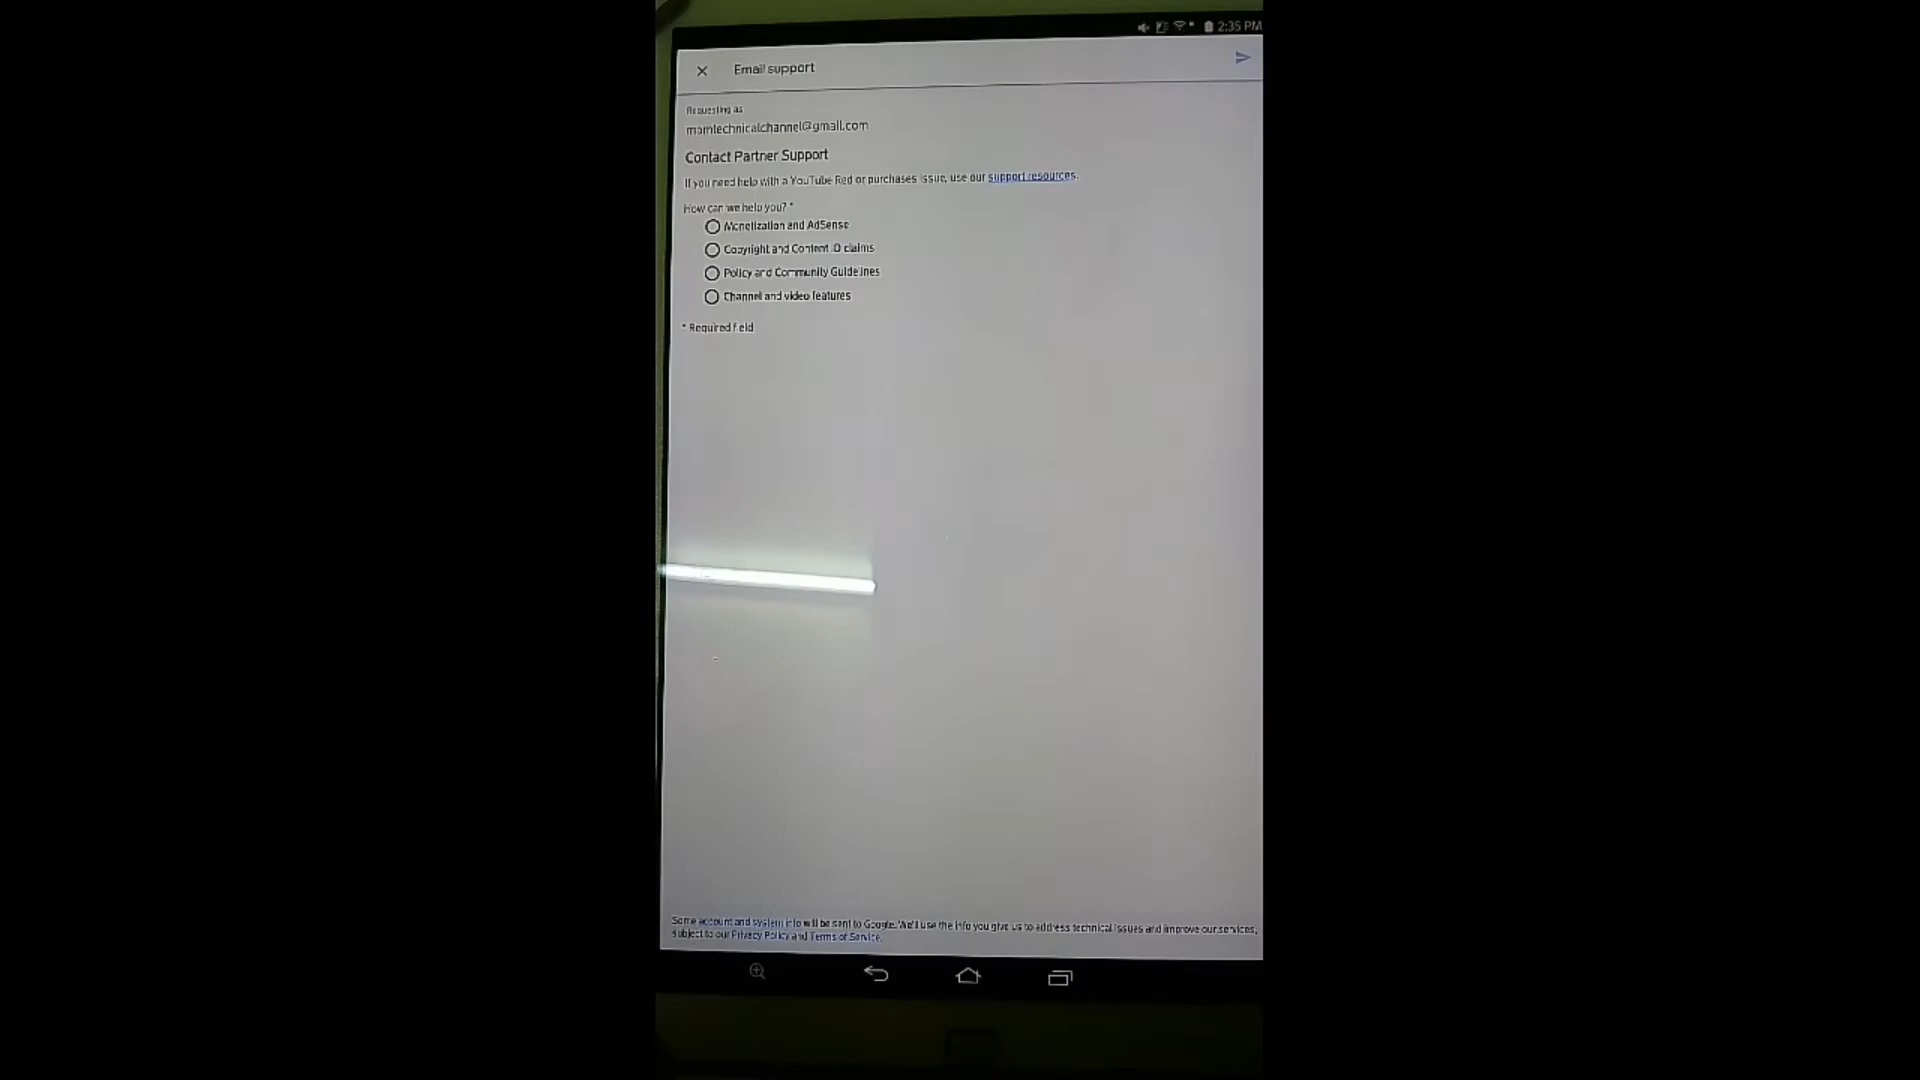 2:35 PM
Email support
Requesting as
Contact Partner Support
If you need help with a YouTube Red or purchases issue, use our support resources.
How can we help you? *
Monetization and AdSense
Copyright and Content ID claims
Policy and Community Guidelines
Channel and video features
* Required field
Some account and system info will be sent to Google. We'll use the info you give us to address technical issues and improve our services,
subject to our Privacy Policy and Terms of Service.